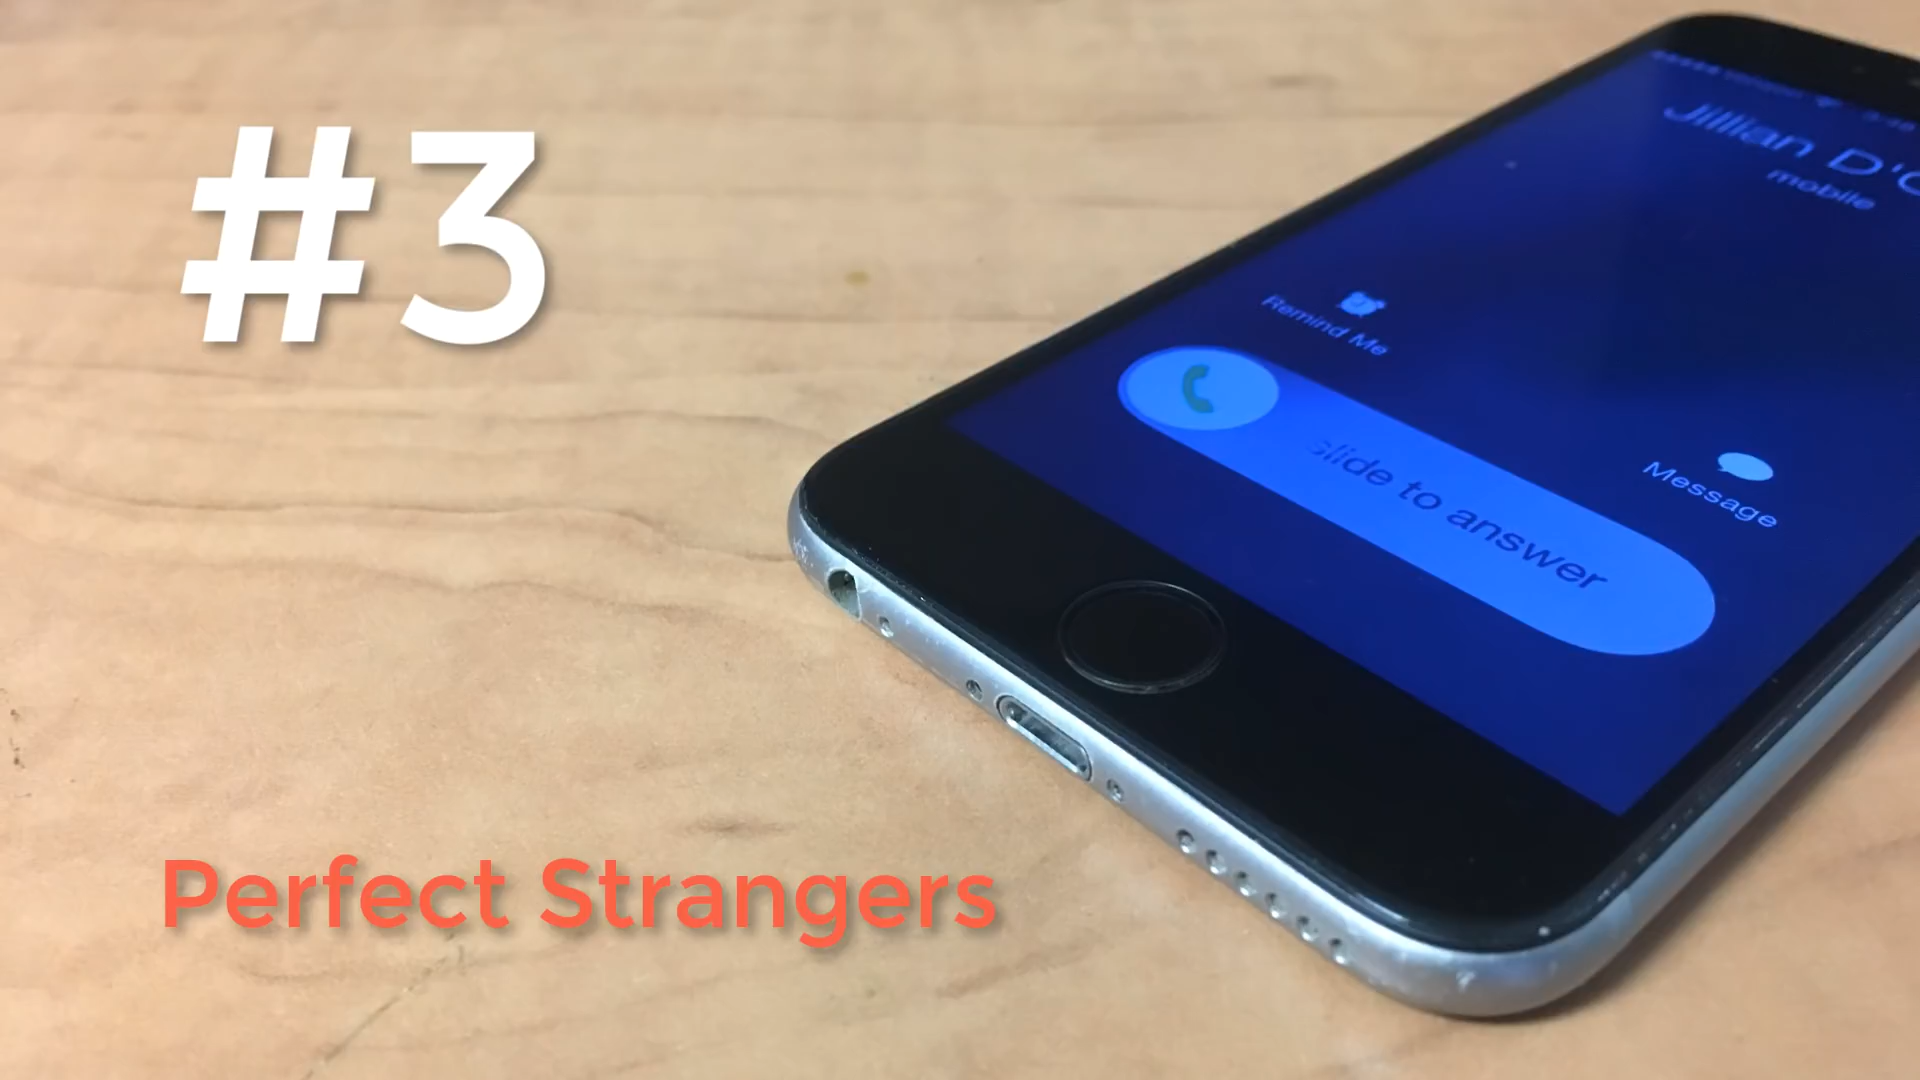 #3
Jillian D'
mobile
Remind Me
slide to answer
Message
Perfect Strangers